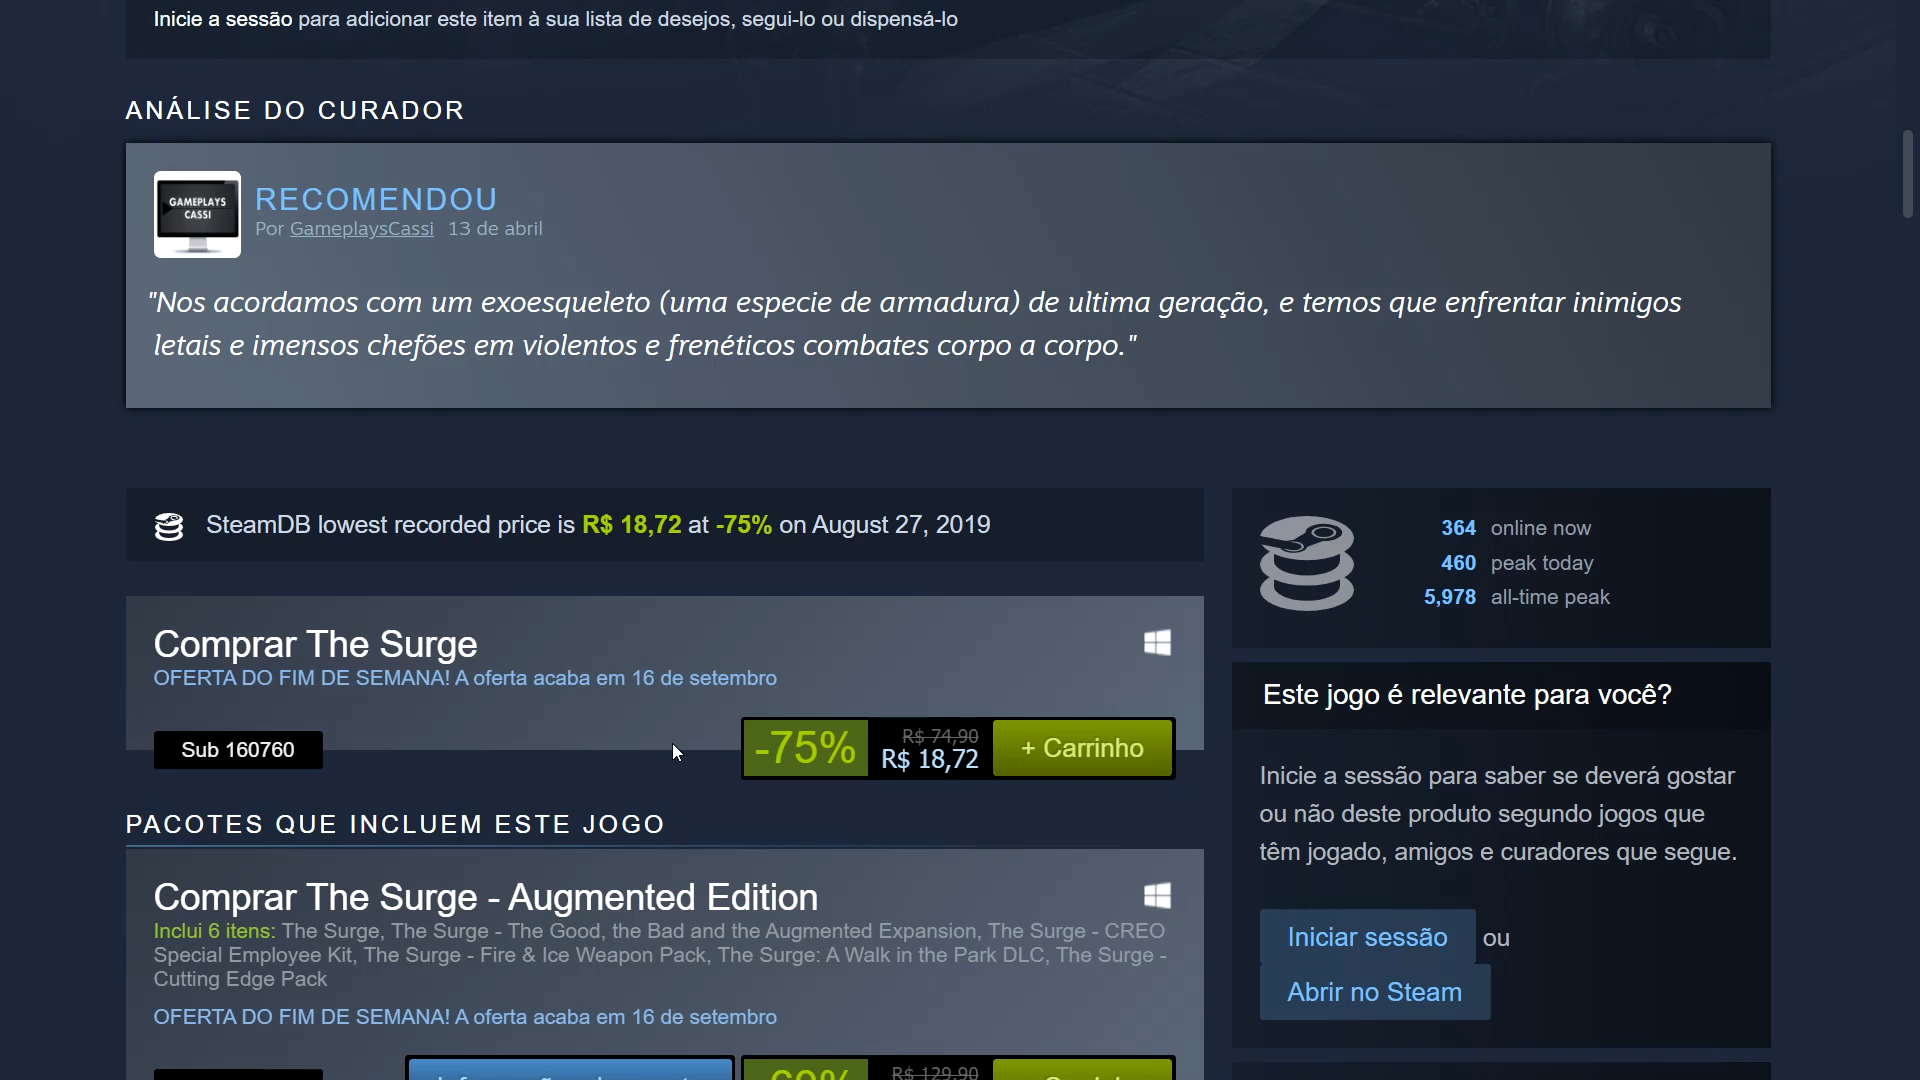 Inicie a sessão para adicionar este item à sua lista de desejos, segui-lo ou dispensá-lo
ANÁLISE DO CURADOR
GAMEPLAYS
CASSI
RECOMENDOU
Por GameplaysCassi 13 de abril
"Nos acordamos com um exoesqueleto (uma especie de armadura) de ultima geração, e temos que enfrentar inimigos
letais e imensos chefões em violentos e frenéticos combates corpo a corpo."
SteamDB lowest recorded price is R$ 18,72 at -75% on August 27, 2019
364 online now
460 peak today
5,978 all-time peak
Comprar The Surge
OFERTA DO FIM DE SEMANA! A oferta acaba em 16 de setembro
Sub 160760
-75%
R$ 74,90
R$ 18,72
+ Carrinho
Este jogo é relevante para você?
Inicie a sessão para saber se deverá gostar
ou não deste produto segundo jogos que
têm jogado, amigos e curadores que segue.
Iniciar sessão ou
Abrir no Steam
PACOTES QUE INCLUEM ESTE JOGO
Comprar The Surge - Augmented Edition
Inclui 6 itens: The Surge, The Surge - The Good, the Bad and the Augmented Expansion, The Surge - CREO
Special Employee Kit, The Surge - Fire & Ice Weapon Pack, The Surge: A Walk in the Park DLC, The Surge -
Cutting Edge Pack
OFERTA DO FIM DE SEMANA! A oferta acaba em 16 de setembro
R$ 129,90